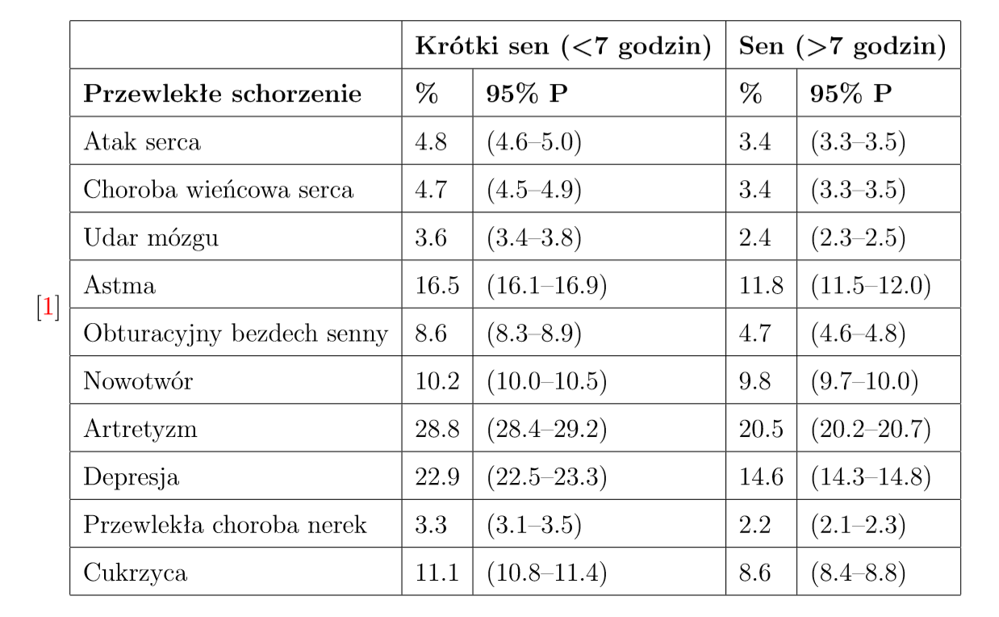 Krótki sen (<7 godzin) Sen (>7 godzin)
Przewlekłe schorzenie % 95% P % 95% P
Atak serca 4.8 (4.6–5.0) 3.4 (3.3–3.5)
Choroba wieńcowa serca 4.7 (4.5–4.9) 3.4 (3.3–3.5)
Udar mózgu 3.6 (3.4–3.8) 2.4 (2.3–2.5)
Astma 16.5 (16.1–16.9) 11.8 (11.5–12.0)
[1]
Obturacyjny bezdech senny 8.6 (8.3–8.9) 4.7 (4.6–4.8)
Nowotwór 10.2 (10.0–10.5) 9.8 (9.7–10.0)
Artretyzm 28.8 (28.4–29.2) 20.5 (20.2–20.7)
Depresja 22.9 (22.5–23.3) 14.6 (14.3–14.8)
Przewlekła choroba nerek 3.3 (3.1–3.5) 2.2 (2.1–2.3)
Cukrzyca 11.1 (10.8–11.4) 8.6 (8.4–8.8)